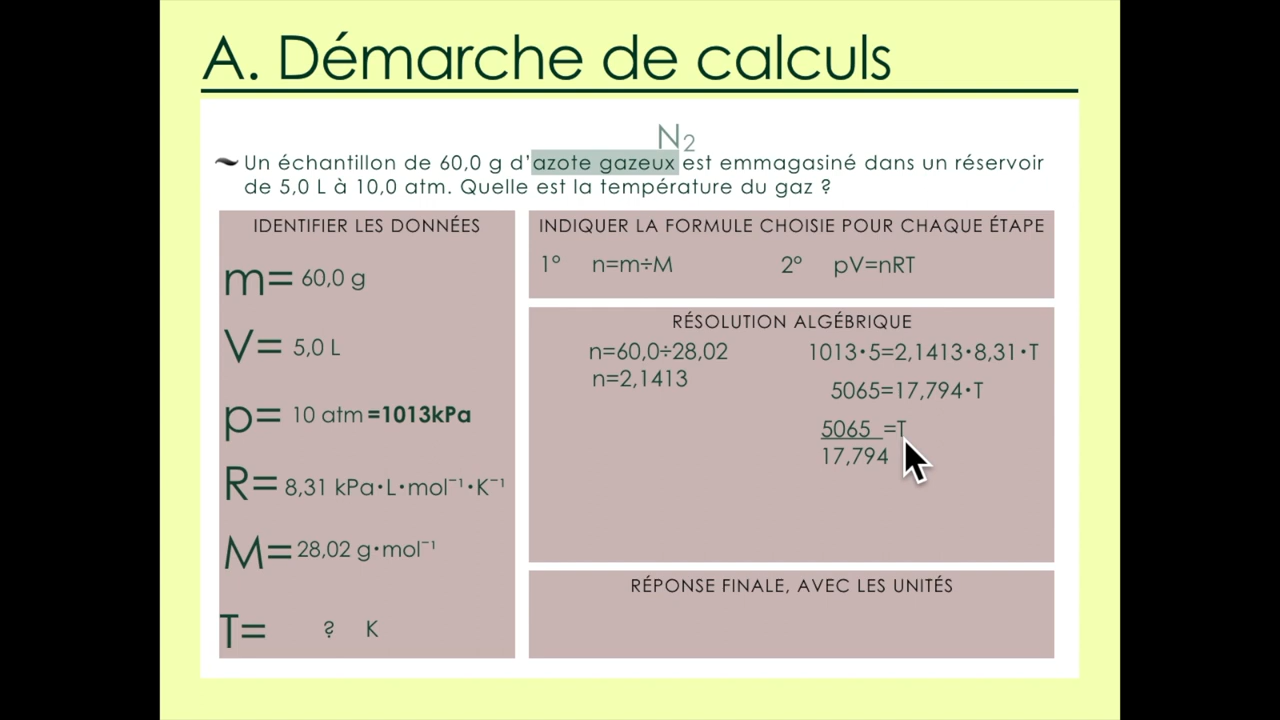 A. Démarche de calculs
N₂
Un échantillon de 60,0 g d'azote gazeux est emmagasiné dans un réservoir
de 5,0 L à 10,0 atm. Quelle est la température du gaz ?
IDENTIFIER LES DONNÉES
m= 60,0 g
V= 5,0 L
p= 10 atm =1013kPa
R= 8,31 kPa·L·mol⁻¹·K⁻¹
M= 28,02 g·mol⁻¹
T= ? K
INDIQUER LA FORMULE CHOISIE POUR CHAQUE ÉTAPE
1° n=m÷M 2° pV=nRT
RÉSOLUTION ALGÉBRIQUE
n=60,0÷28,02
n=2,1413
1013·5=2,1413·8,31·T
5065=17,794·T
5065 =T
17,794
RÉPONSE FINALE, AVEC LES UNITÉS